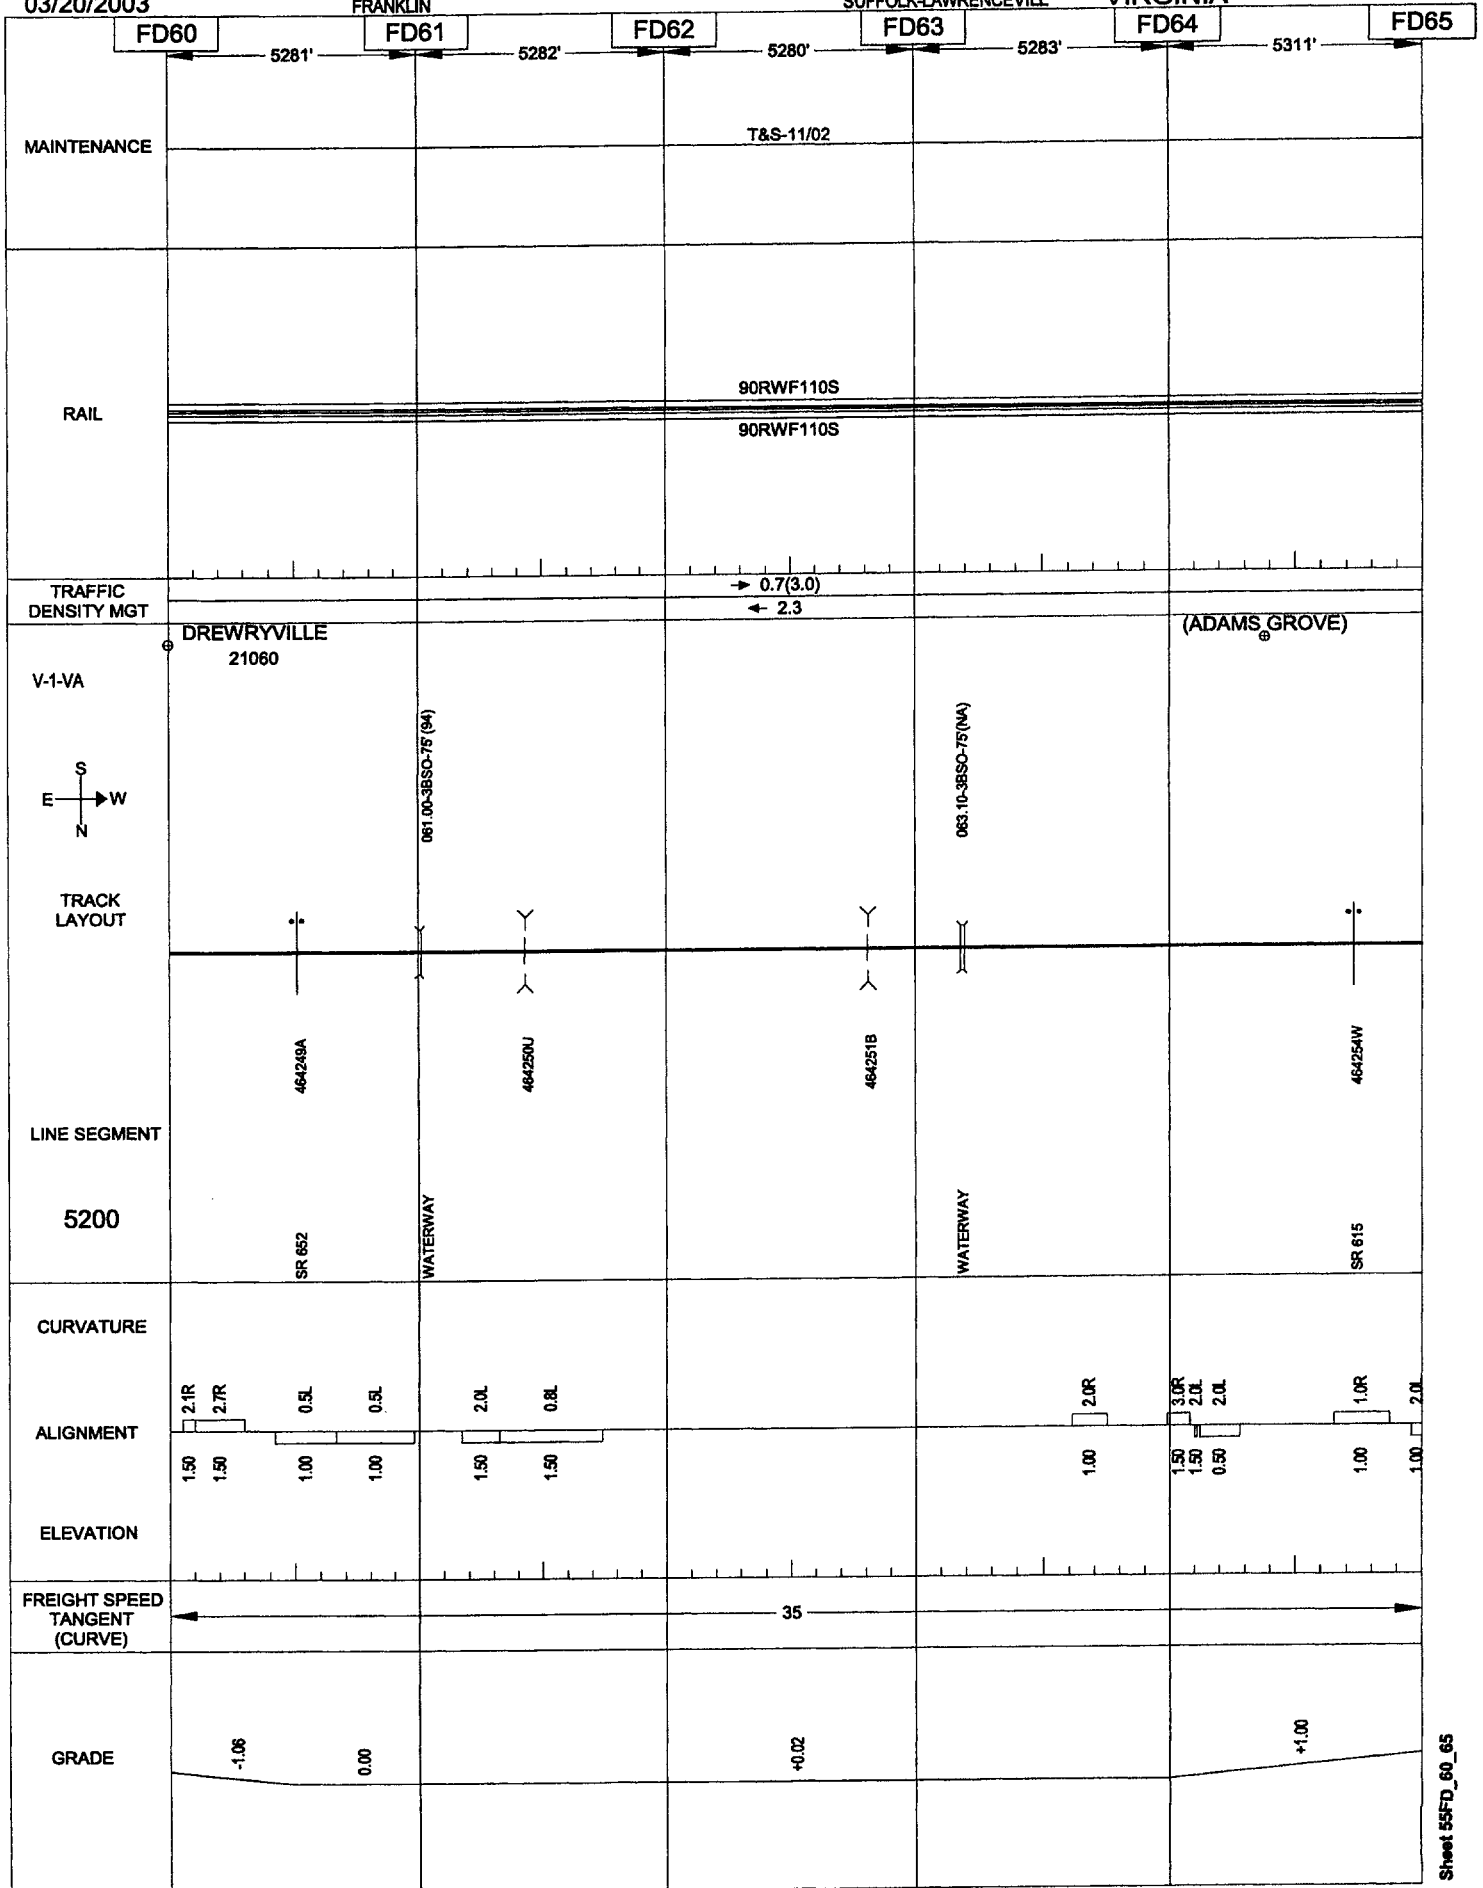 03/20/2003 FRANKLIN SUFFOLK-LAWRENCEVILL VIRGINIA
FD60 FD61 FD62 FD63 FD64 FD65
5281' 5282' 5280' 5283' 5311'
MAINTENANCE
T&S-11/02
RAIL
90RWF110S
90RWF110S
TRAFFIC
DENSITY MGT
→ 0.7(3.0)
← 2.3
DREWRYVILLE
21060
(ADAMS GROVE)
V-1-VA
S
E W
N
061.00-3BSO-75'(94)
063.10-3BSO-75'(NA)
TRACK
LAYOUT
464249A
464250U
464251B
464254W
LINE SEGMENT
5200
SR 652
WATERWAY
WATERWAY
SR 615
CURVATURE
2.1R 2.7R 0.5L 0.5L 2.0L 0.8L 2.0R 3.0R 2.0L 2.0L 1.0R 2.0L
ALIGNMENT
1.50 1.50 1.00 1.00 1.50 1.50 1.00 1.50 1.50 0.50 1.00 1.00
ELEVATION
FREIGHT SPEED
TANGENT
(CURVE)
35
GRADE
-1.06 0.00 +0.02 +1.00
Sheet 55FD_60_65